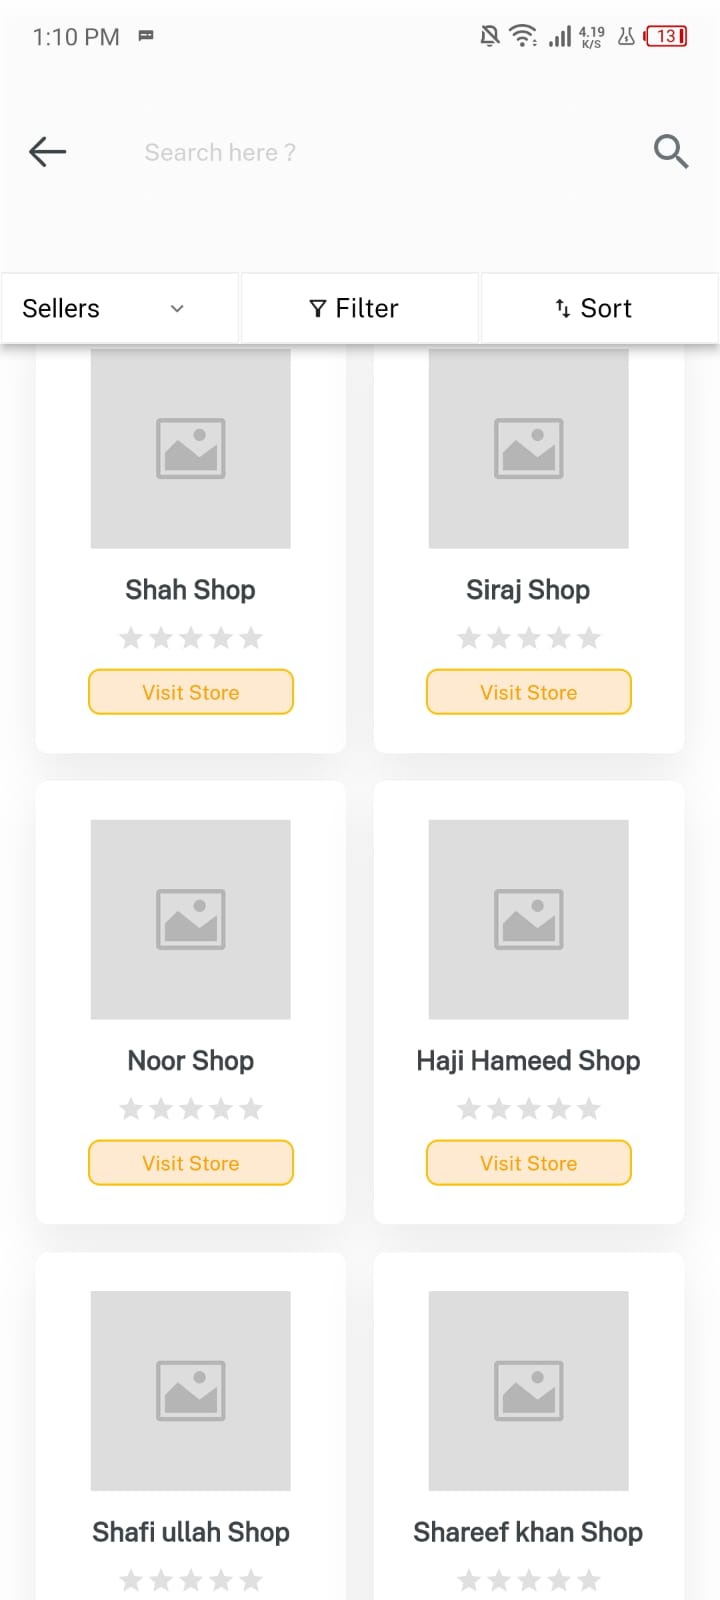 1:10 PM
4.19
K/S
13
Search here ?
Sellers
Filter
Sort
Shah Shop
Siraj Shop
Visit Store
Visit Store
Noor Shop
Haji Hameed Shop
Visit Store
Visit Store
Shafi ullah Shop
Shareef khan Shop